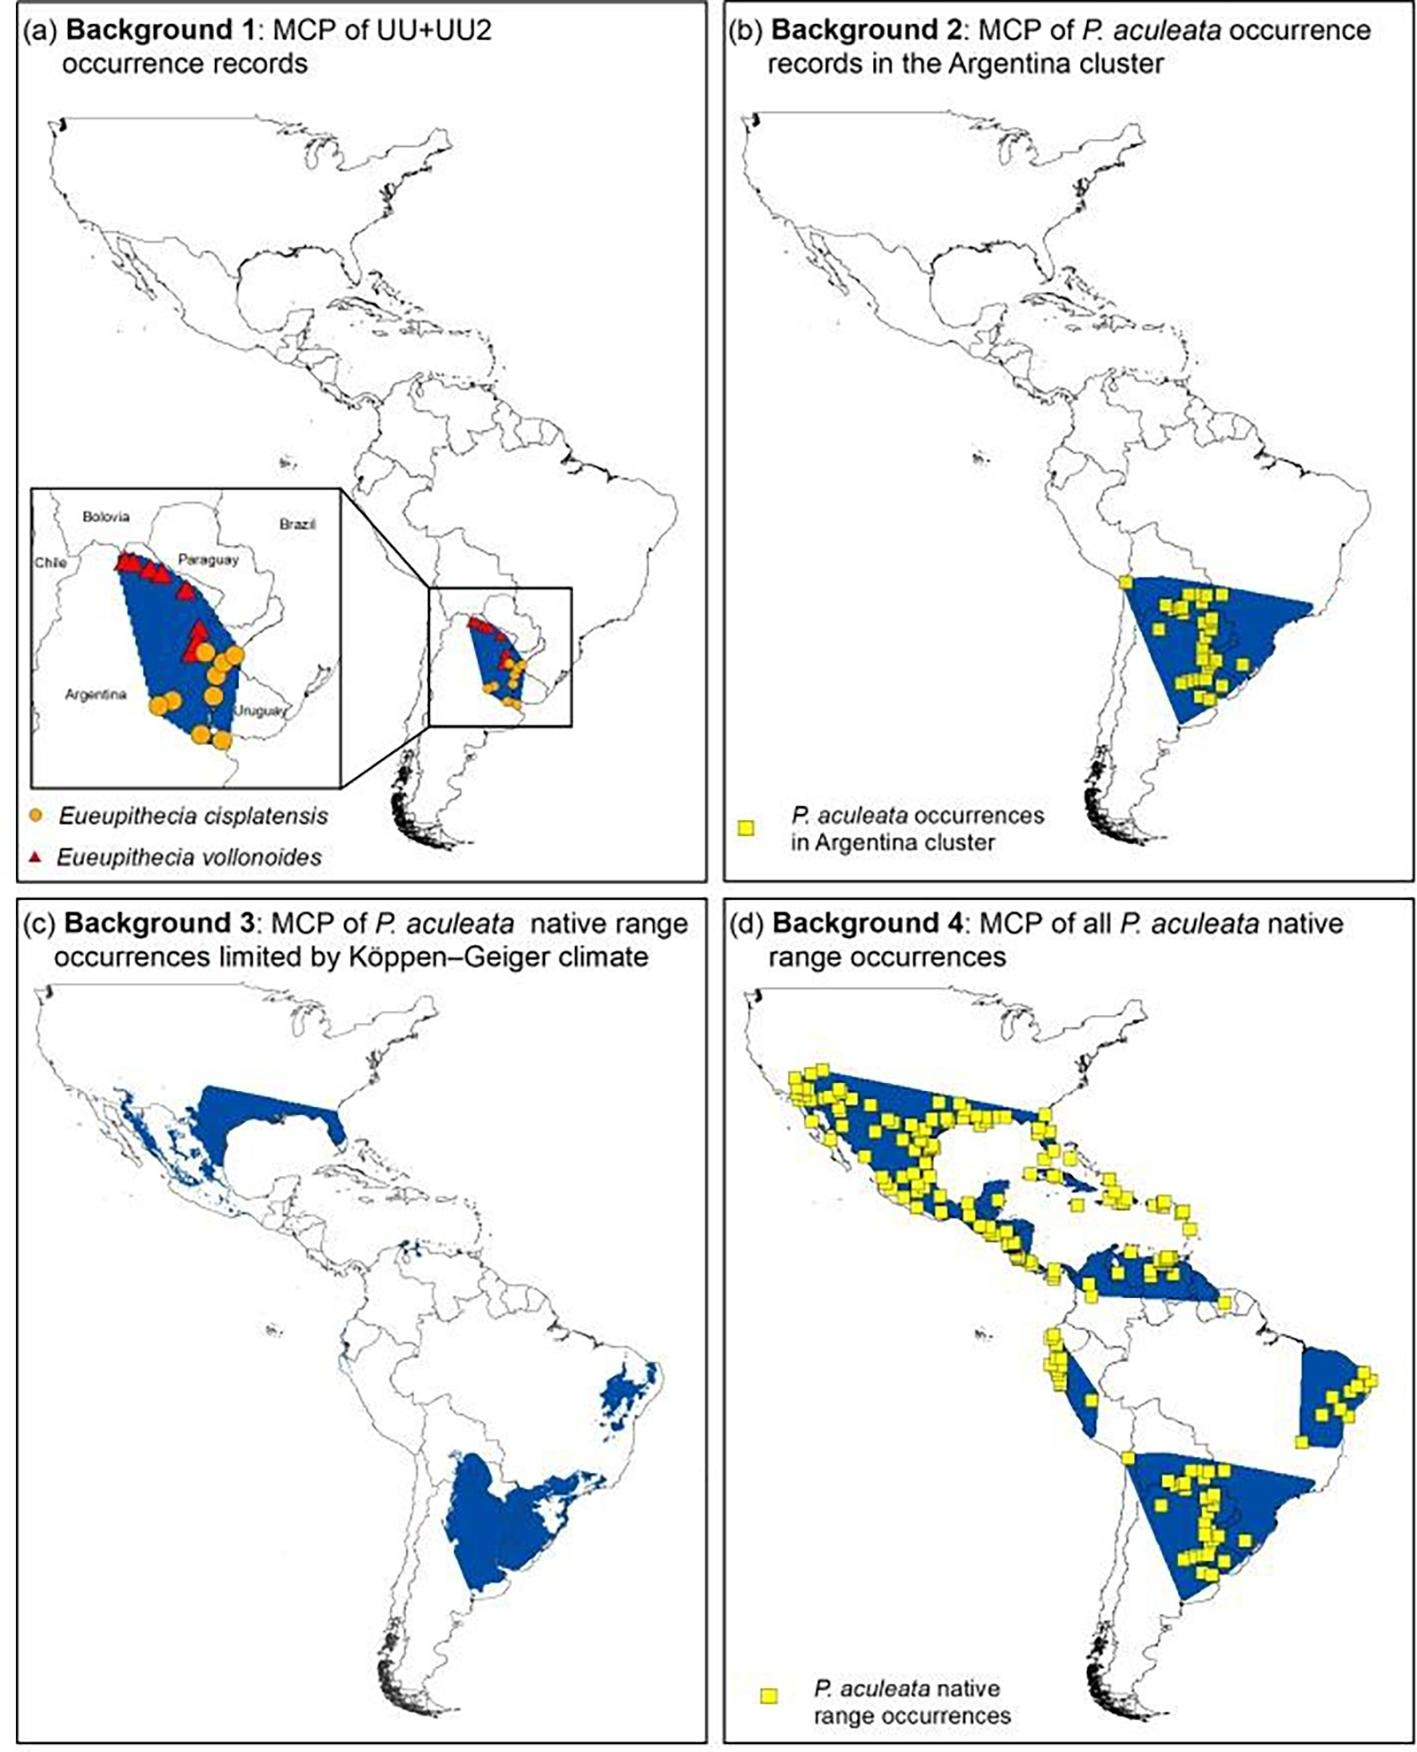 (a) Background 1: MCP of UU+UU2
occurrence records
Bolovia
Brazil
Chile
Paraguay
Argentina
Uruguay
Eueupithecia cisplatensis
Eueupithecia vollonoides
(b) Background 2: MCP of P. aculeata occurrence
records in the Argentina cluster
P. aculeata occurrences
in Argentina cluster
(c) Background 3: MCP of P. aculeata native range
occurrences limited by Köppen–Geiger climate
(d) Background 4: MCP of all P. aculeata native
range occurrences
P. aculeata native
range occurrences